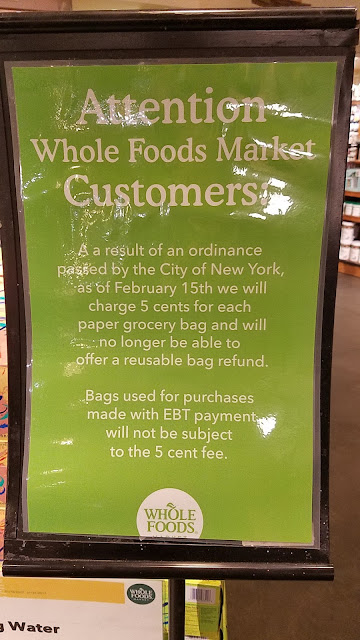 Attention
Whole Foods Market
Customers:
A a result of an ordinance
passed by the City of New York,
as of February 15th we will
charge 5 cents for each
paper grocery bag and will
no longer be able to
offer a reusable bag refund.
Bags used for purchases
made with EBT payment
will not be subject
to the 5 cent fee.
WHOLE
FOODS
WHOLE
FOODS
g Water